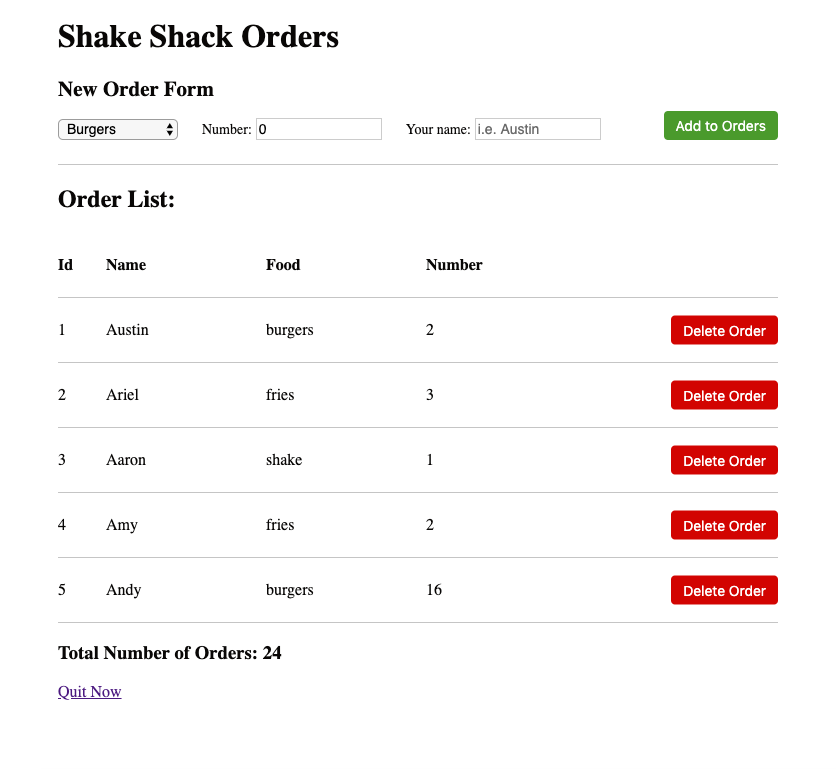 Shake Shack Orders
New Order Form
Burgers Number: 0 Your name: i.e. Austin Add to Orders
Order List:
Id Name Food Number
1 Austin burgers 2 Delete Order
2 Ariel fries 3 Delete Order
3 Aaron shake 1 Delete Order
4 Amy fries 2 Delete Order
5 Andy burgers 16 Delete Order
Total Number of Orders: 24
Quit Now